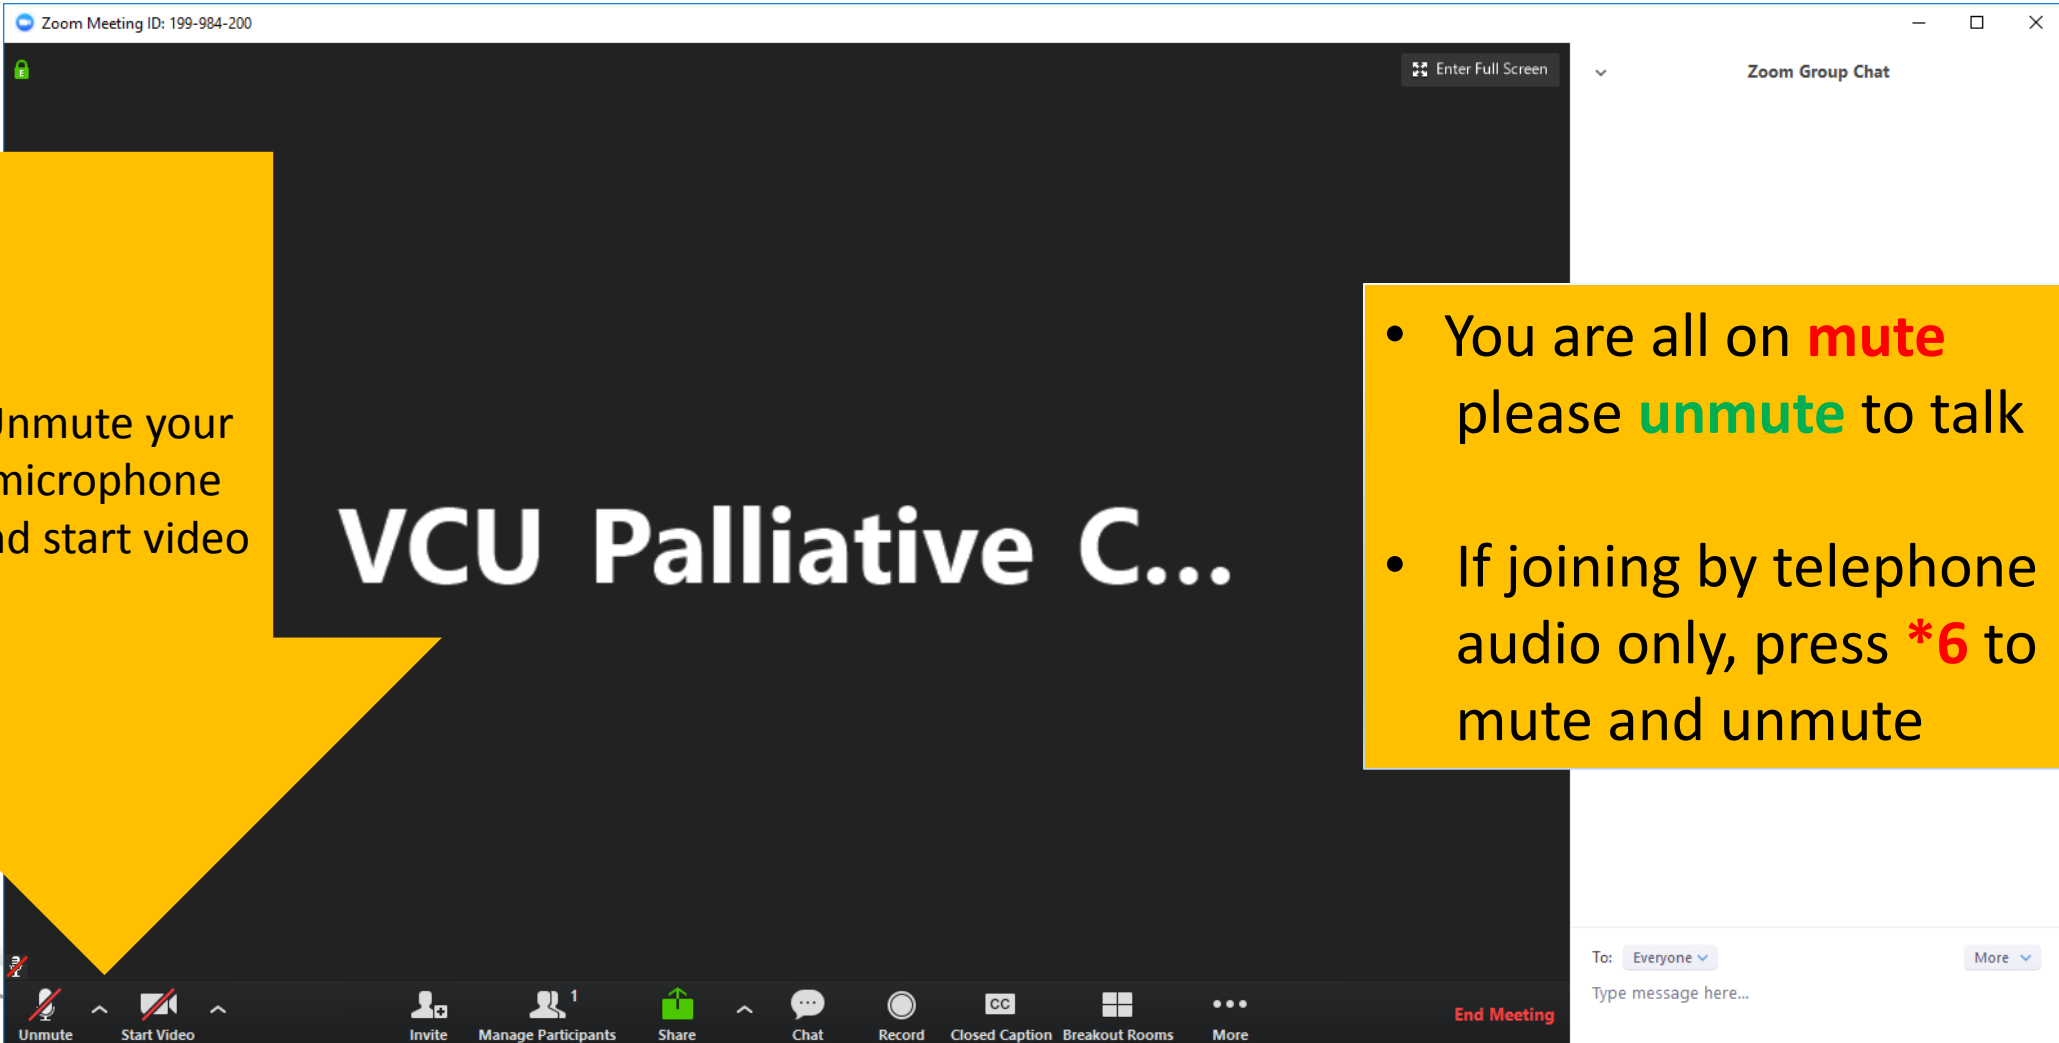 Zoom Meeting ID: 199-984-200
E
Enter Full Screen
Zoom Group Chat
your
start video
VCU Palliative C...
• You are all on mute
please unmute to talk
• If joining by telephone
audio only, press *6 to
mute and unmute
To: Everyone
More
Type message here...
Unmute
Start Video
Invite
1
Manage Participants
Share
Chat
Record
CC
Closed Caption
Breakout Rooms
More
End Meeting